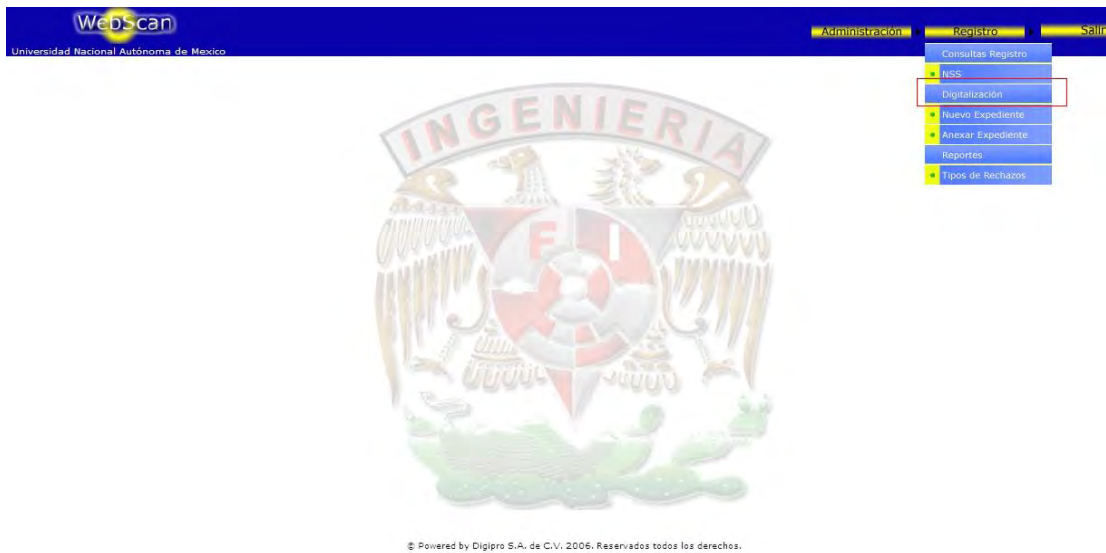 WebScan
Universidad Nacional Autónoma de Mexico
Administración
Registro
Salir
Consultas Registro
NSS
Digitalización
Nuevo Expediente
Anexar Expediente
Reportes
Tipos de Rechazos
INGENIERIA
F I
© Powered by Digipro S.A. de C.V. 2006. Reservados todos los derechos.